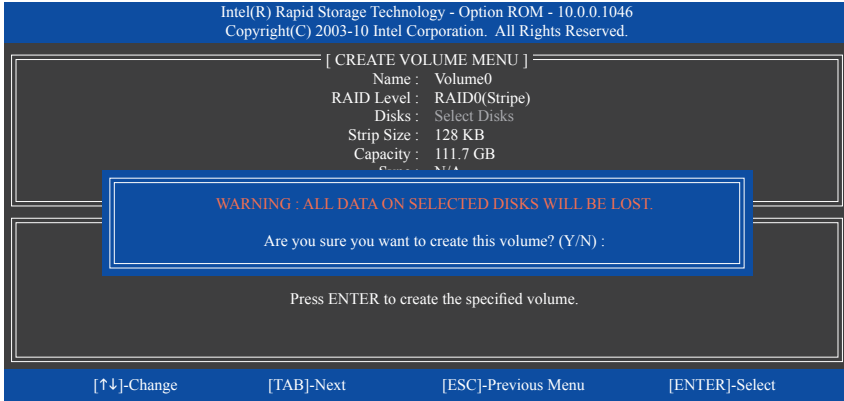 Intel(R) Rapid Storage Technology - Option ROM - 10.0.0.1046
Copyright(C) 2003-10 Intel Corporation. All Rights Reserved.
[ CREATE VOLUME MENU ]
Name : Volume0
RAID Level : RAID0(Stripe)
Disks : Select Disks
Strip Size : 128 KB
Capacity : 111.7 GB
N/A
WARNING : ALL DATA ON SELECTED DISKS WILL BE LOST.
Are you sure you want to create this volume? (Y/N) :
Press ENTER to create the specified volume.
[↑↓]-Change [TAB]-Next [ESC]-Previous Menu [ENTER]-Select